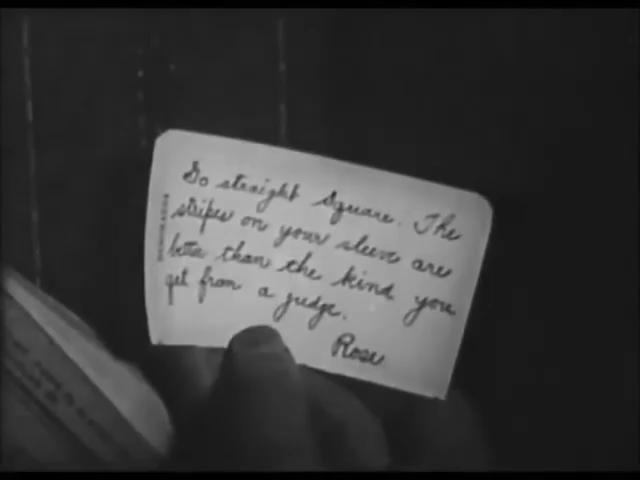 Go straight Square. The
stripes on your sleeve are
better than the kind you
get from a judge.
Rose